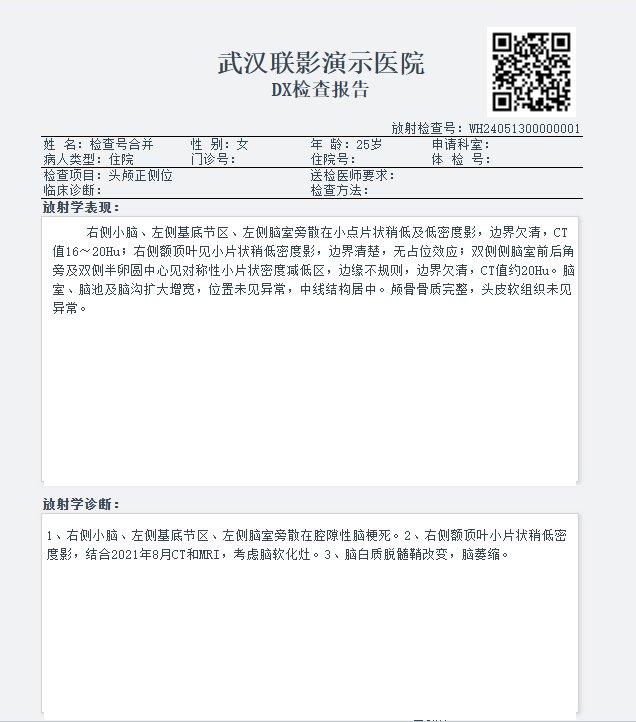 武汉联影演示医院
DX检查报告
放射检查号：WH24051300000001
姓 名：检查号合并 性 别：女 年 龄：25岁 申请科室：
病人类型：住院 门诊号： 住院号： 体 检 号：
检查项目：头颅正侧位 送检医师要求：
临床诊断： 检查方法：
放射学表现：
右侧小脑、左侧基底节区、左侧脑室旁散在小点片状稍低及低密度影，边界欠清，CT
值16～20Hu；右侧额顶叶见小片状稍低密度影，边界清楚，无占位效应；双侧侧脑室前后角
旁及双侧半卵圆中心见对称性小片状密度减低区，边缘不规则，边界欠清，CT值约20Hu。脑
室、脑池及脑沟扩大增宽，位置未见异常，中线结构居中。颅骨骨质完整，头皮软组织未见
异常。
放射学诊断：
1、右侧小脑、左侧基底节区、左侧脑室旁散在腔隙性脑梗死。2、右侧额顶叶小片状稍低密
度影，结合2021年8月CT和MRI，考虑脑软化灶。3、脑白质脱髓鞘改变，脑萎缩。